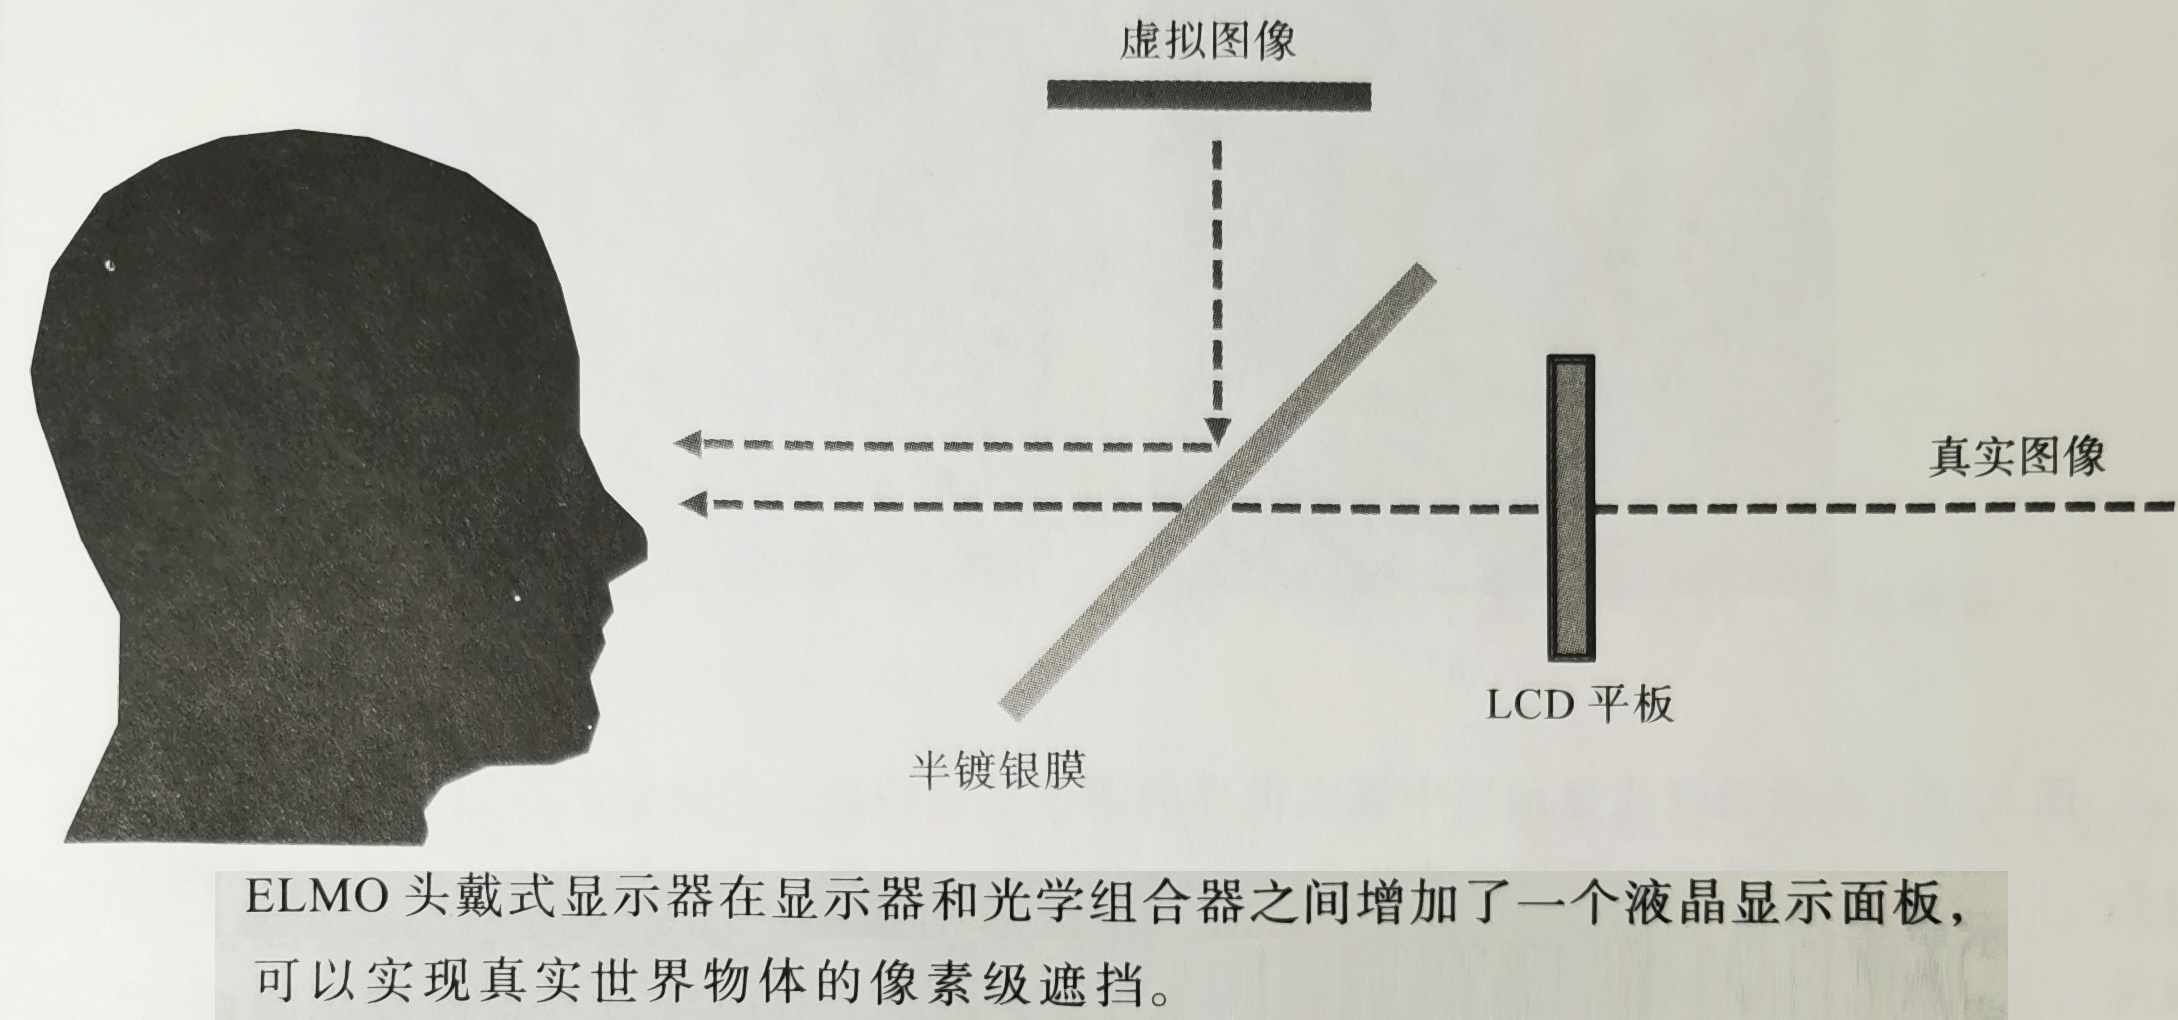 虚拟图像
真实图像
LCD 平板
半镀银膜
ELMO 头戴式显示器在显示器和光学组合器之间增加了一个液晶显示面板，
可以实现真实世界物体的像素级遮挡。